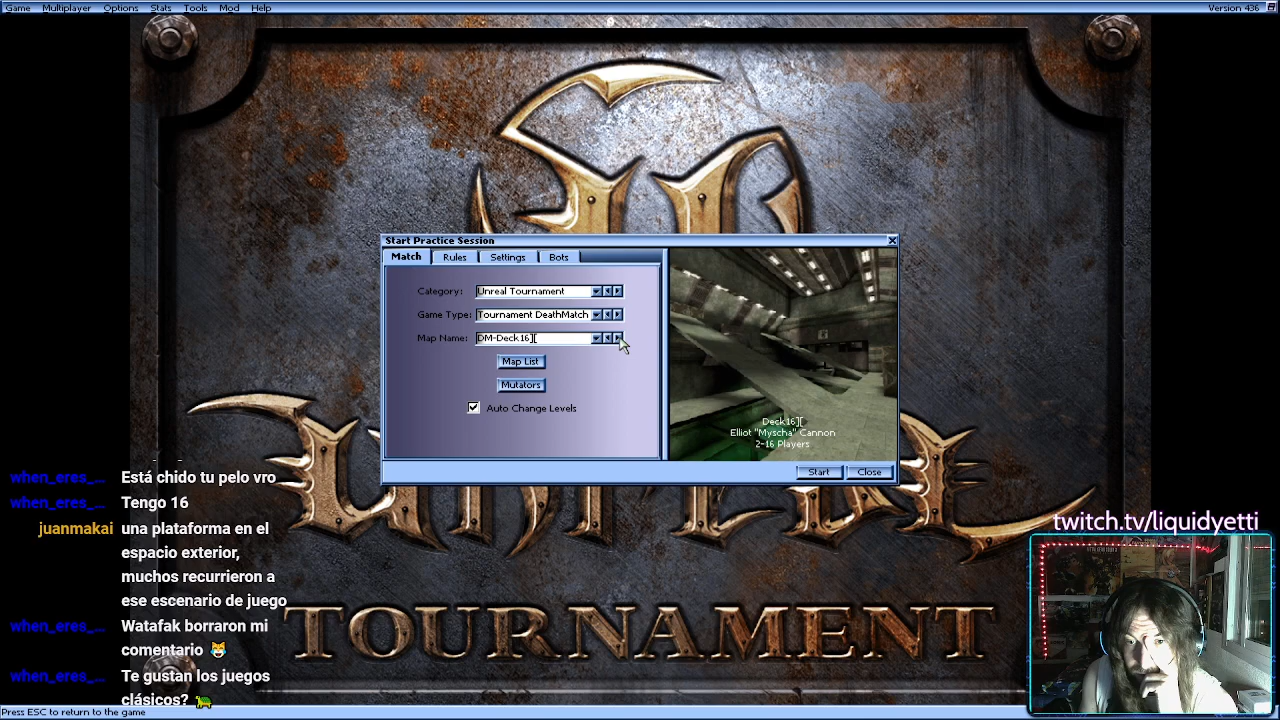 Game Multiplayer Options Stats Tools Mod Help Version 436
Start Practice Session
Match Rules Settings Bots
Category: Unreal Tournament
Game Type: Tournament DeathMatch
Map Name: DM-Deck16][
Map List
Mutators
Auto Change Levels
Deck16][
Elliot "Myscha" Cannon
2-16 Players
Start Close
when_eres_... Está chido tu pelo vro
when_eres_... Tengo 16
juanmakai una plataforma en el
espacio exterior,
muchos recurrieron a
ese escenario de juego
when_eres_... Watafak borraron mi
comentario 😹
when_eres_... Te gustan los juegos
clásicos? 🐢
twitch.tv/liquidyetti
TOURNAMENT
Press ESC to return to the game